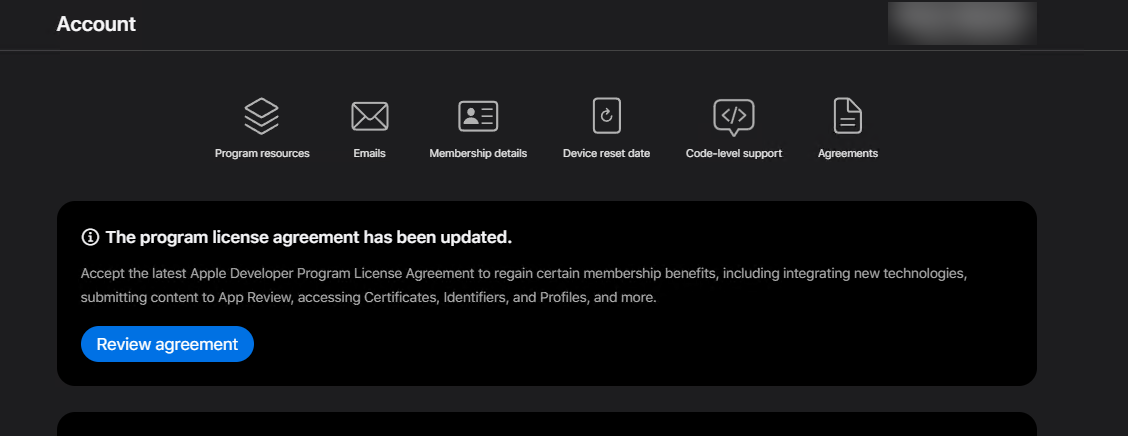 Account
Program resources
Emails
Membership details
Device reset date
Code-level support
Agreements
The program license agreement has been updated.
Accept the latest Apple Developer Program License Agreement to regain certain membership benefits, including integrating new technologies,
submitting content to App Review, accessing Certificates, Identifiers, and Profiles, and more.
Review agreement